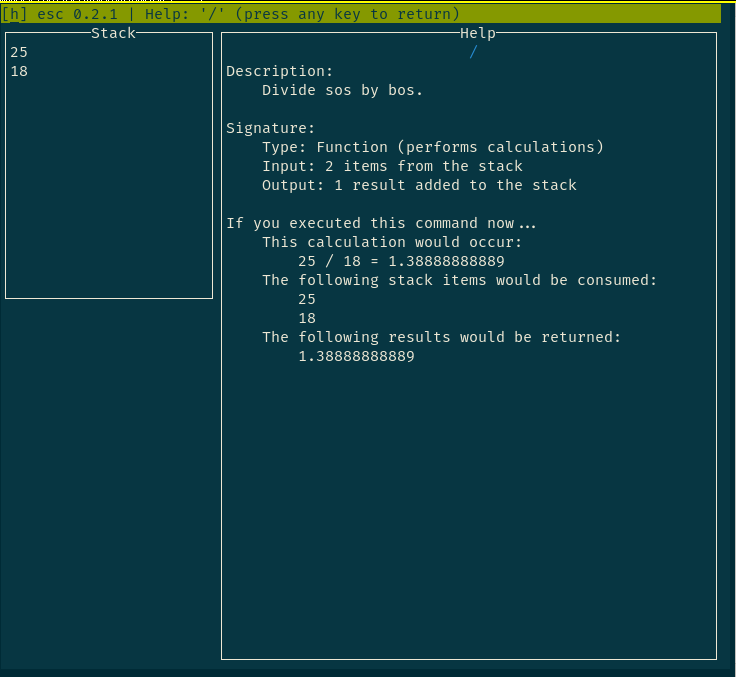 [h] esc 0.2.1 | Help: '/' (press any key to return)
Stack
25
18
Help
/
Description:
Divide sos by bos.
Signature:
Type: Function (performs calculations)
Input: 2 items from the stack
Output: 1 result added to the stack
If you executed this command now...
This calculation would occur:
25 / 18 = 1.38888888889
The following stack items would be consumed:
25
18
The following results would be returned:
1.38888888889